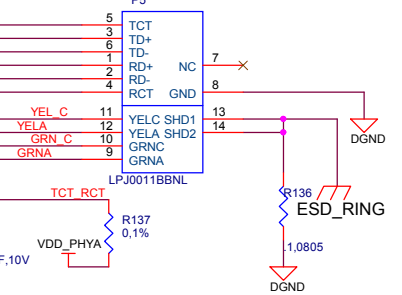 5 TCT
3 TD+
6 TD-
1 RD+ NC 7
2 RD-
4 RCT GND 8
YEL_C 11 YELC SHD1 13
YELA 12 YELA SHD2 14
GRN_C 10 GRNC
GRNA 9 GRNA
DGND
LPJ0011BBNL
TCT_RCT
R136
ESD_RING
R137
0,1%
VDD_PHYA
1,0805
F,10V
DGND